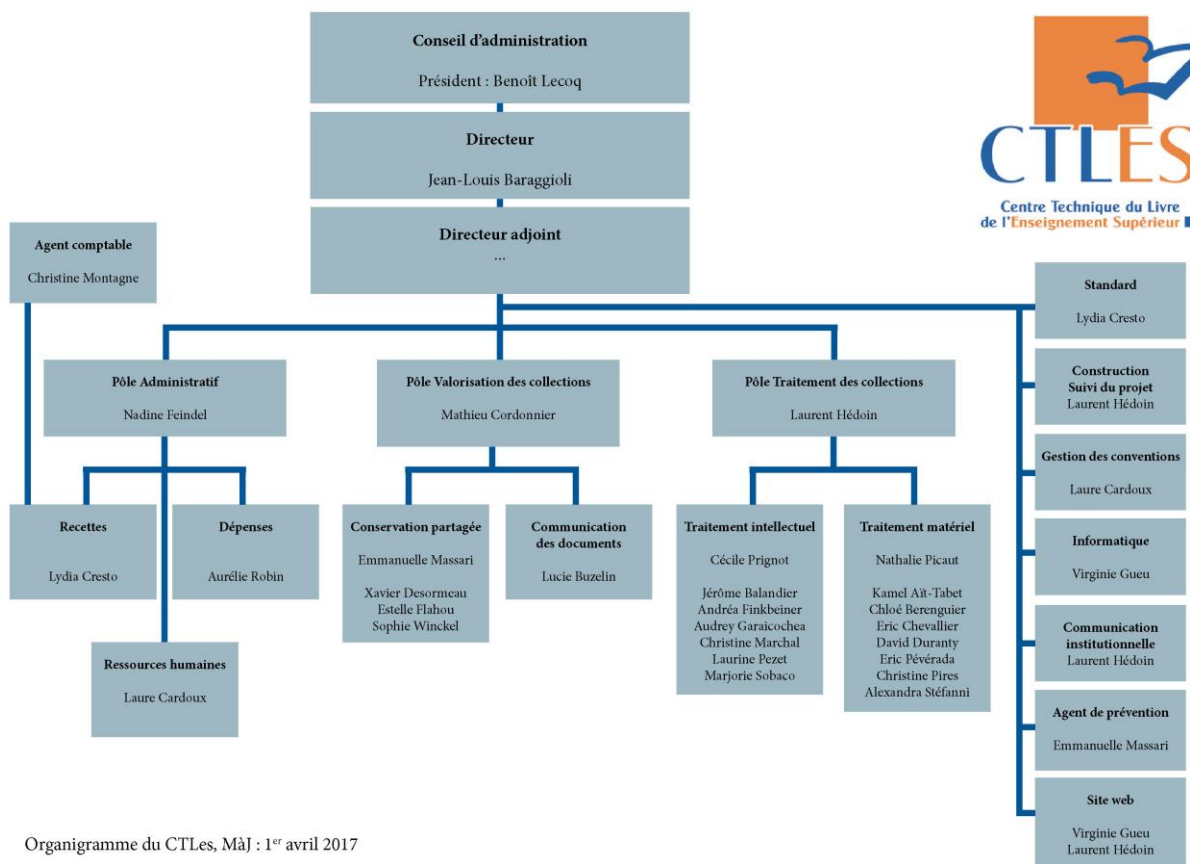 Conseil d'administration
Président : Benoît Lecoq
Directeur
Jean-Louis Baraggioli
Directeur adjoint
...
CTLES
Centre Technique du Livre
de l'Enseignement Supérieur
Agent comptable
Christine Montagne
Pôle Administratif
Nadine Feindel
Pôle Valorisation des collections
Mathieu Cordonnier
Pôle Traitement des collections
Laurent Hédoin
Recettes
Lydia Cresto
Dépenses
Aurélie Robin
Ressources humaines
Laure Cardoux
Conservation partagée
Emmanuelle Massari
Xavier Desormeau
Estelle Flahou
Sophie Winckel
Communication
des documents
Lucie Buzelin
Traitement intellectuel
Cécile Prignot
Jérôme Balandier
Andréa Finkbeiner
Audrey Garaicochea
Christine Marchal
Laurine Pezet
Marjorie Sobaco
Traitement matériel
Nathalie Picaut
Kamel Aït-Tabet
Chloé Berenguier
Eric Chevallier
David Duranty
Eric Pévérada
Christine Pires
Alexandra Stéfanni
Standard
Lydia Cresto
Construction
Suivi du projet
Laurent Hédoin
Gestion des conventions
Laure Cardoux
Informatique
Virginie Gueu
Communication
institutionnelle
Laurent Hédoin
Agent de prévention
Emmanuelle Massari
Site web
Virginie Gueu
Laurent Hédoin
Organigramme du CTLes, MàJ : 1er avril 2017